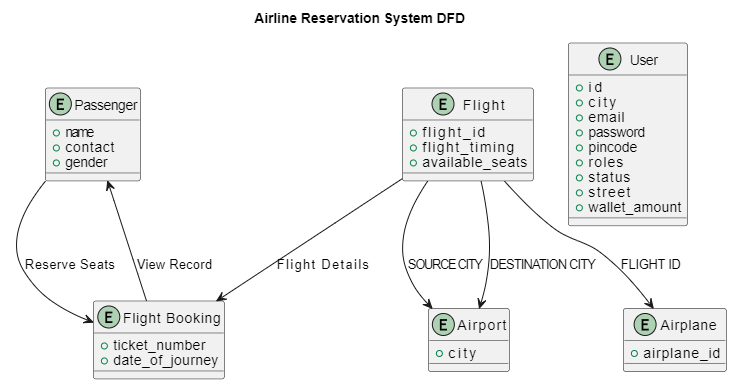 Airline Reservation System DFD
E User
id
city
email
password
pincode
roles
status
street
wallet_amount
E Passenger
name
contact
gender
E Flight
flight_id
flight_timing
available_seats
Reserve Seats
View Record
Flight Details
SOURCE CITY
DESTINATION CITY
FLIGHT ID
E Flight Booking
ticket_number
date_of_journey
E Airport
city
E Airplane
airplane_id